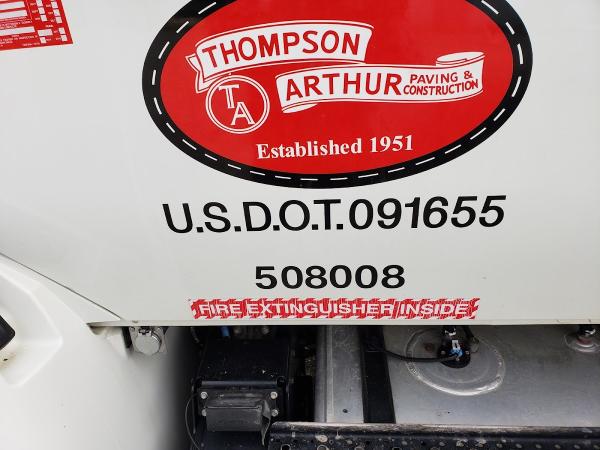 THOMPSON
ARTHUR PAVING & CONSTRUCTION
TA
Established 1951
U.S.D.O.T.091655
508008
FIRE EXTINGUISHER INSIDE